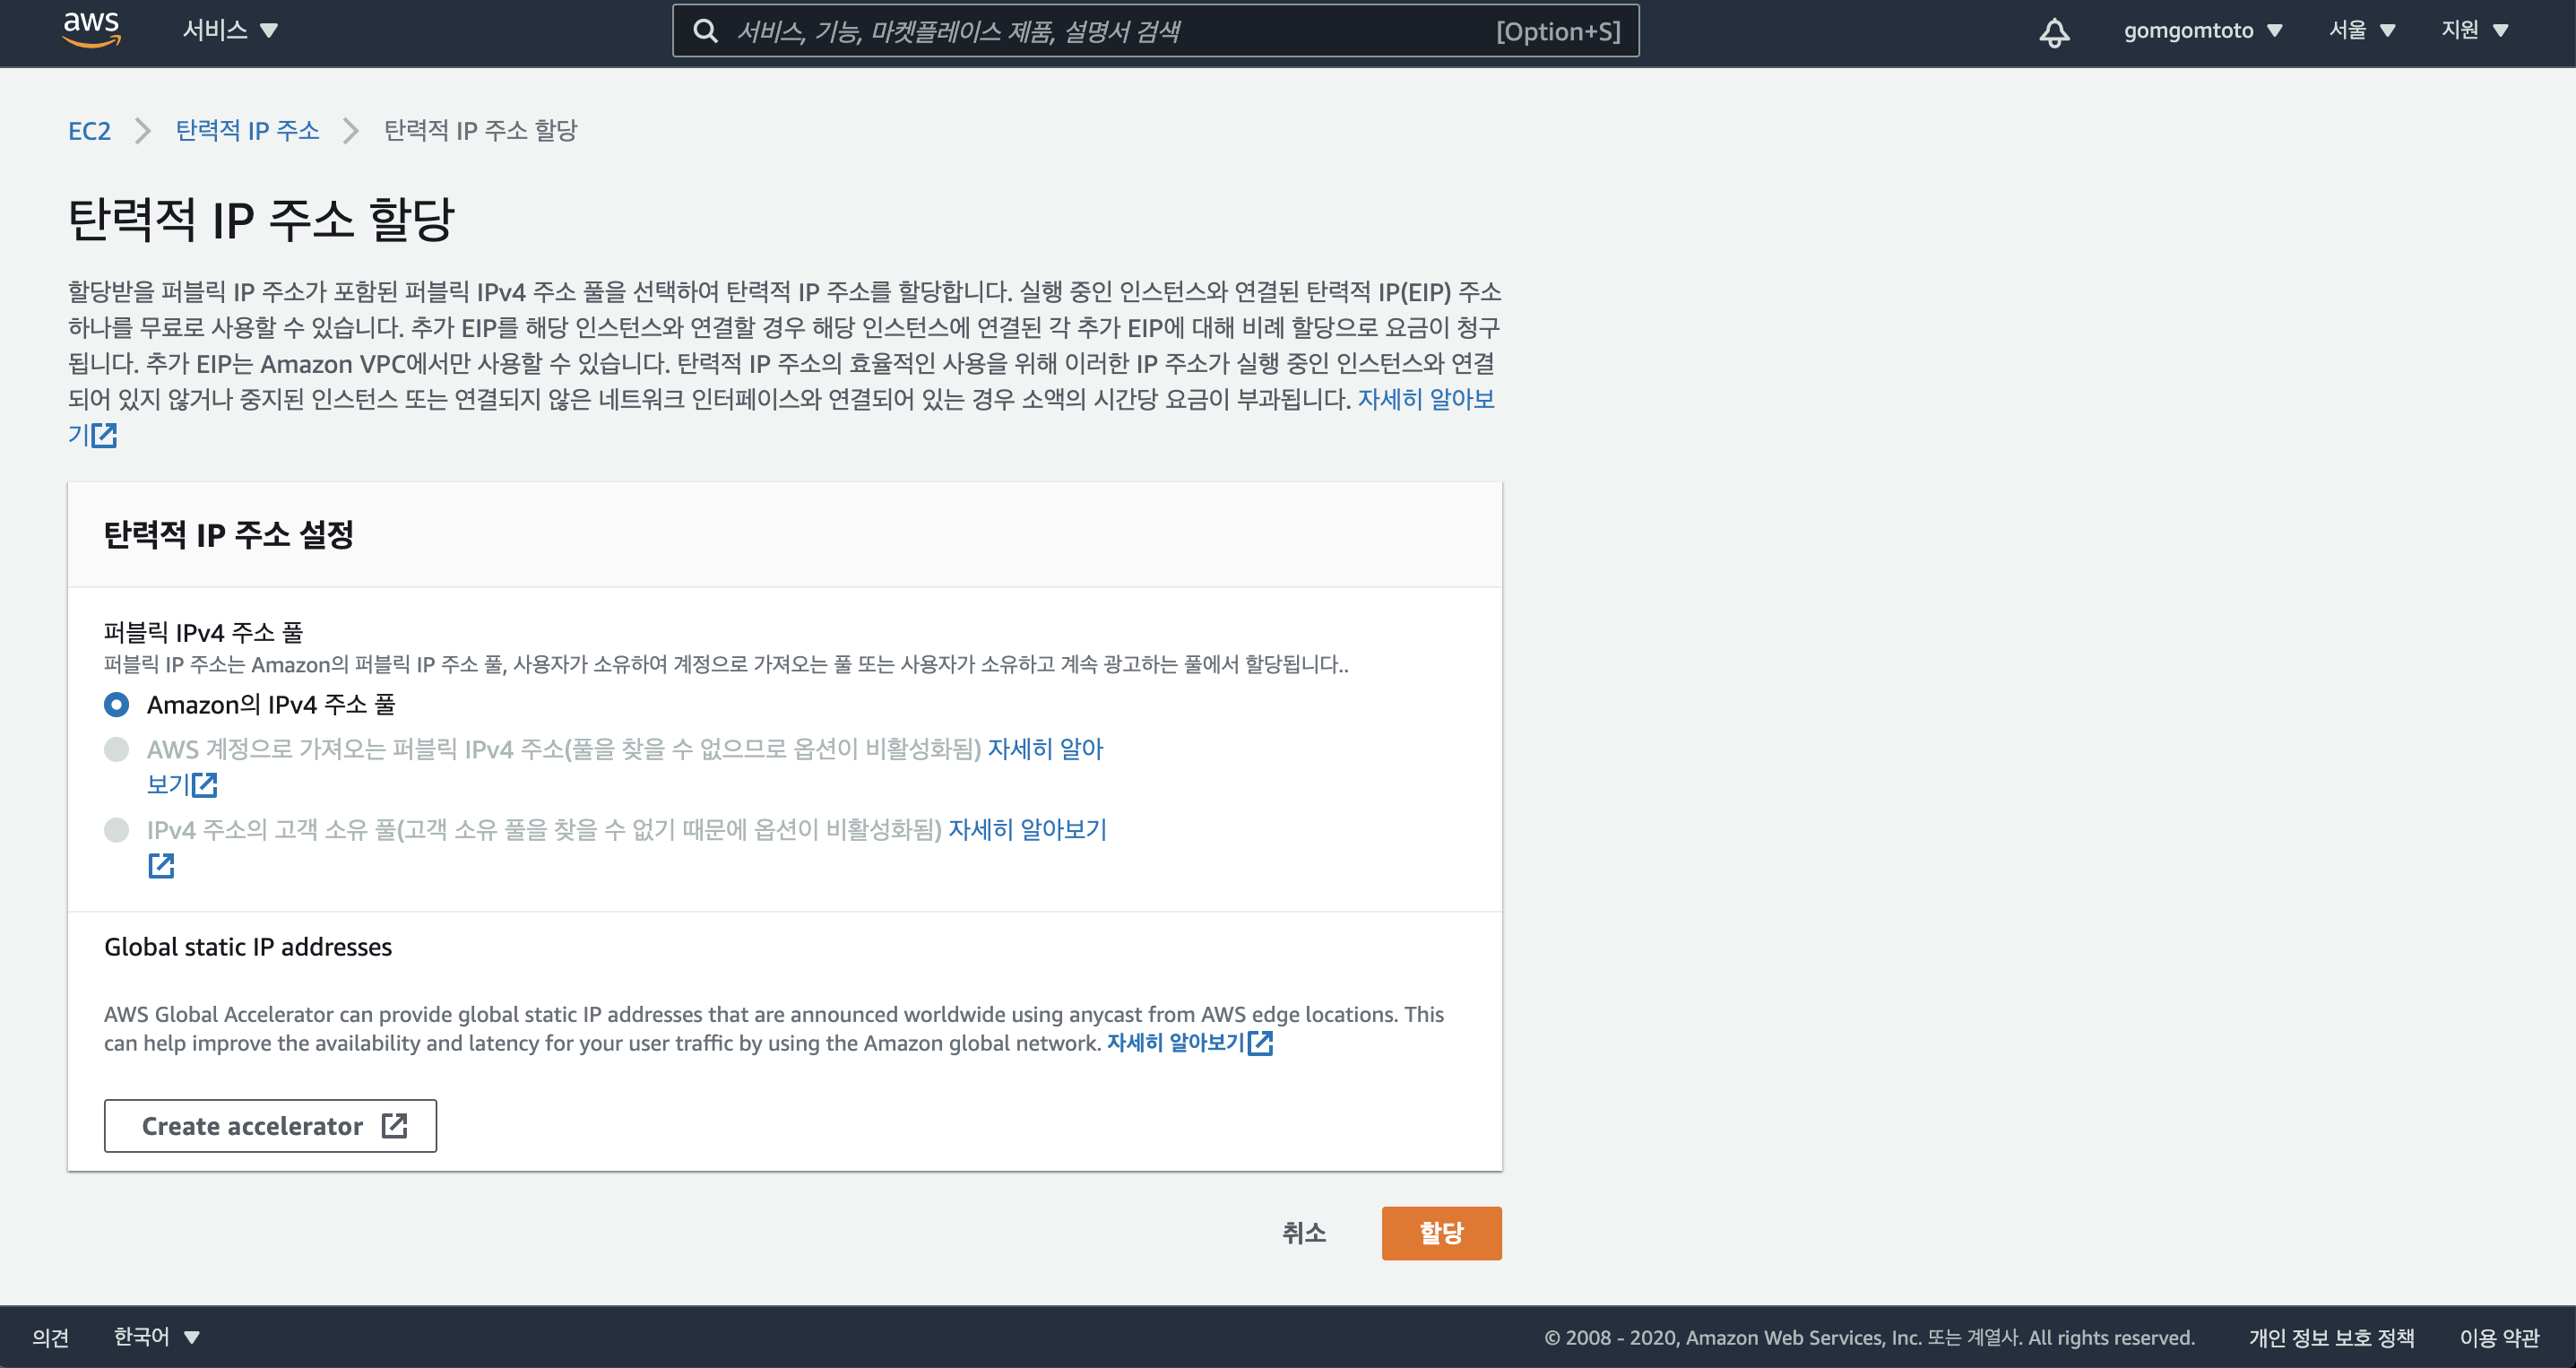 aws
서비스
서비스, 기능, 마켓플레이스 제품, 설명서 검색
[Option+S]
gomgomtoto
서울
지원
EC2
탄력적 IP 주소
탄력적 IP 주소 할당
탄력적 IP 주소 할당
할당받을 퍼블릭 IP 주소가 포함된 퍼블릭 IPv4 주소 풀을 선택하여 탄력적 IP 주소를 할당합니다. 실행 중인 인스턴스와 연결된 탄력적 IP(EIP) 주소
하나를 무료로 사용할 수 있습니다. 추가 EIP를 해당 인스턴스와 연결할 경우 해당 인스턴스에 연결된 각 추가 EIP에 대해 비례 할당으로 요금이 청구
됩니다. 추가 EIP는 Amazon VPC에서만 사용할 수 있습니다. 탄력적 IP 주소의 효율적인 사용을 위해 이러한 IP 주소가 실행 중인 인스턴스와 연결
되어 있지 않거나 중지된 인스턴스 또는 연결되지 않은 네트워크 인터페이스와 연결되어 있는 경우 소액의 시간당 요금이 부과됩니다. 자세히 알아보
기
탄력적 IP 주소 설정
퍼블릭 IPv4 주소 풀
퍼블릭 IP 주소는 Amazon의 퍼블릭 IP 주소 풀, 사용자가 소유하여 계정으로 가져오는 풀 또는 사용자가 소유하고 계속 광고하는 풀에서 할당됩니다..
Amazon의 IPv4 주소 풀
AWS 계정으로 가져오는 퍼블릭 IPv4 주소(풀을 찾을 수 없으므로 옵션이 비활성화됨) 자세히 알아
보기
IPv4 주소의 고객 소유 풀(고객 소유 풀을 찾을 수 없기 때문에 옵션이 비활성화됨) 자세히 알아보기
Global static IP addresses
AWS Global Accelerator can provide global static IP addresses that are announced worldwide using anycast from AWS edge locations. This
can help improve the availability and latency for your user traffic by using the Amazon global network. 자세히 알아보기
Create accelerator
취소
할당
의견
한국어
© 2008 - 2020, Amazon Web Services, Inc. 또는 계열사. All rights reserved.
개인 정보 보호 정책
이용 약관